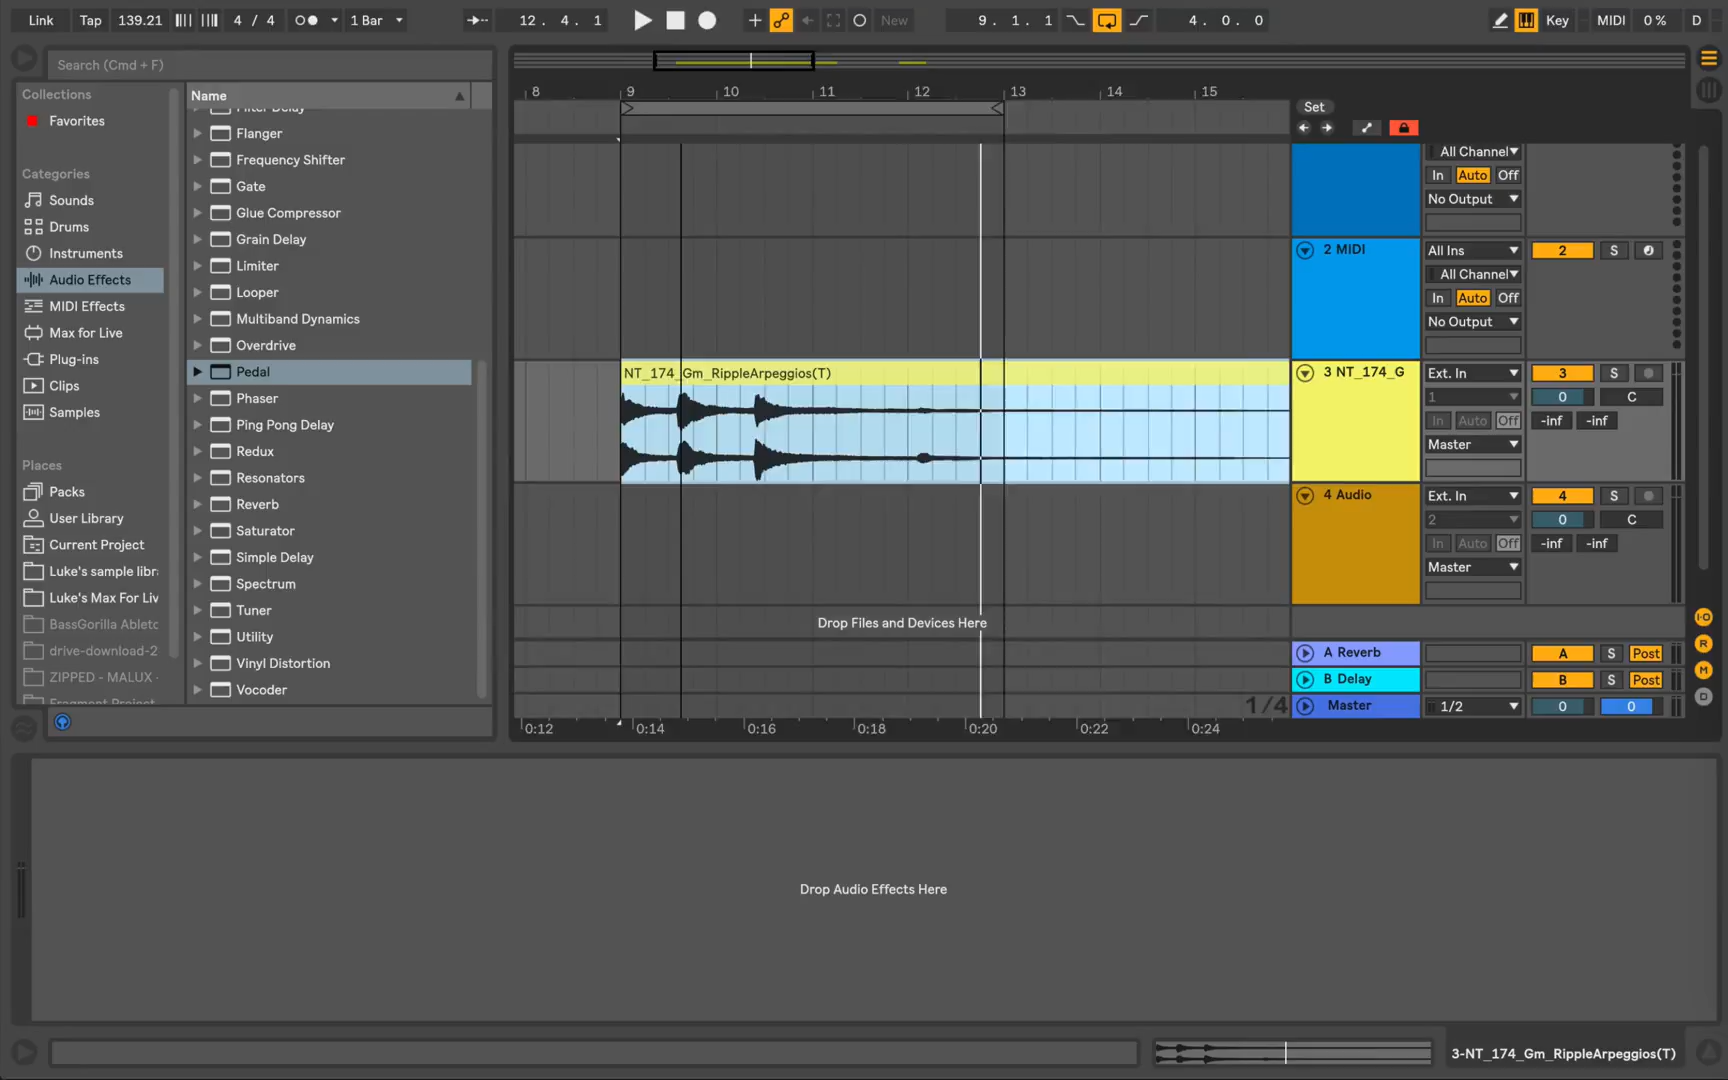 Link Tap 139.21 4 / 4 1 Bar 12. 4. 1 New 9. 1. 1 4. 0. 0 Key MIDI 0 % D
Search (Cmd + F)
Collections
Favorites
Categories
Sounds
Drums
Instruments
Audio Effects
MIDI Effects
Max for Live
Plug-ins
Clips
Samples
Places
Packs
User Library
Current Project
Luke's sample libr
Luke's Max For Liv
BassGorilla Ableto
drive-download-2
ZIPPED - MALUX -
Fragment Project
Name
Filter Delay
Flanger
Frequency Shifter
Gate
Glue Compressor
Grain Delay
Limiter
Looper
Multiband Dynamics
Overdrive
Pedal
Phaser
Ping Pong Delay
Redux
Resonators
Reverb
Saturator
Simple Delay
Spectrum
Tuner
Utility
Vinyl Distortion
Vocoder
8 9 10 11 12 13 14 15
Set
All Channel
In Auto Off
No Output
2 MIDI All Ins 2 S
All Channel
In Auto Off
No Output
NT_174_Gm_RippleArpeggios(T)
3 NT_174_G Ext. In 3 S
1 0 C
In Auto Off -inf -inf
Master
4 Audio Ext. In 4 S
2 0 C
In Auto Off -inf -inf
Master
Drop Files and Devices Here
A Reverb A S Post
B Delay B S Post
1/4 Master 1/2 0 0
I·O
R
M
D
0:12 0:14 0:16 0:18 0:20 0:22 0:24
Drop Audio Effects Here
3-NT_174_Gm_RippleArpeggios(T)